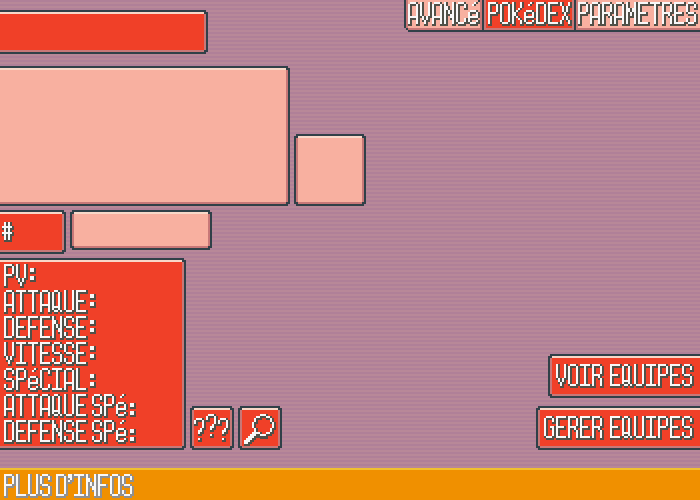 AVANCé POKéDEX PARAMETRES
#
PV:
ATTAQUE:
DEFENSE:
VITESSE:
SPéCIAL:
ATTAQUE SPé:
DEFENSE SPé:
???
VOIR EQUIPES
GERER EQUIPES
PLUS D'INFOS